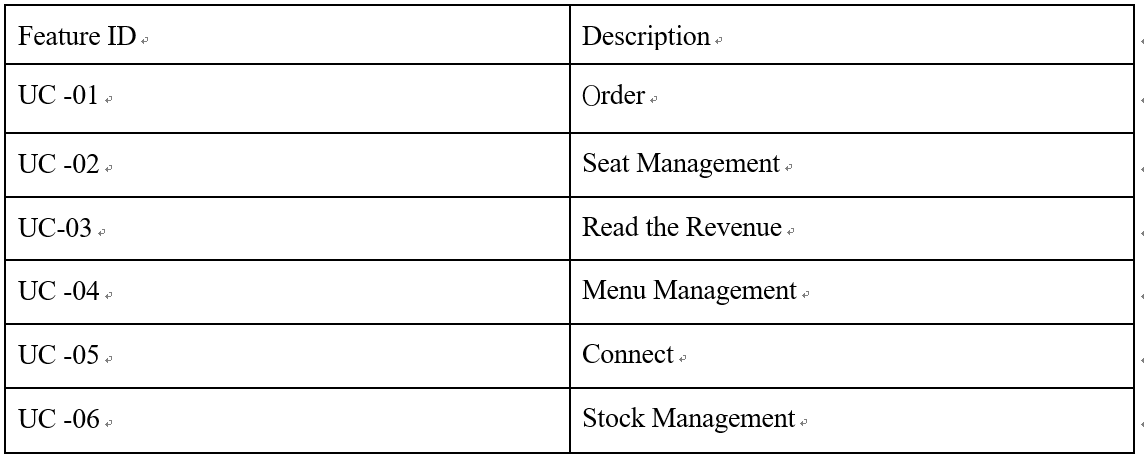 Feature ID Description
UC -01 Order
UC -02 Seat Management
UC-03 Read the Revenue
UC -04 Menu Management
UC -05 Connect
UC -06 Stock Management